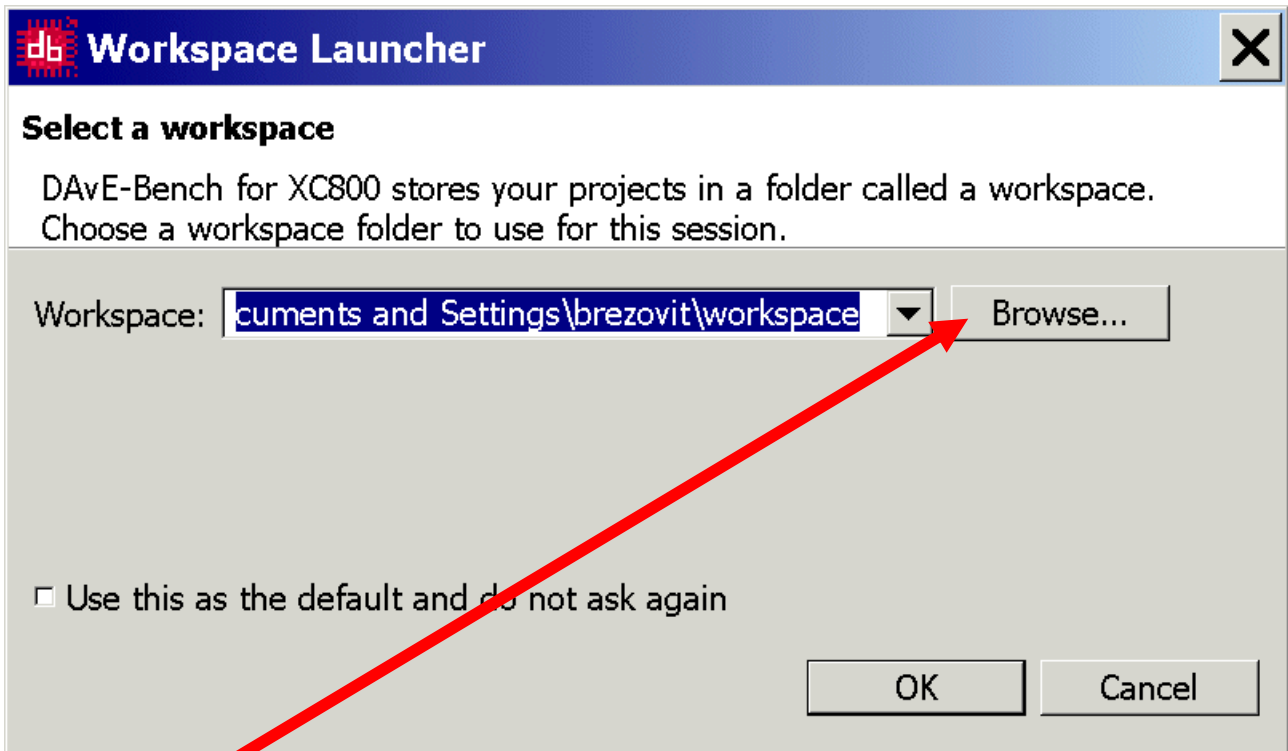 db Workspace Launcher
Select a workspace
DAvE-Bench for XC800 stores your projects in a folder called a workspace.
Choose a workspace folder to use for this session.
Workspace: cuments and Settings\brezovit\workspace Browse...
Use this as the default and do not ask again
OK Cancel